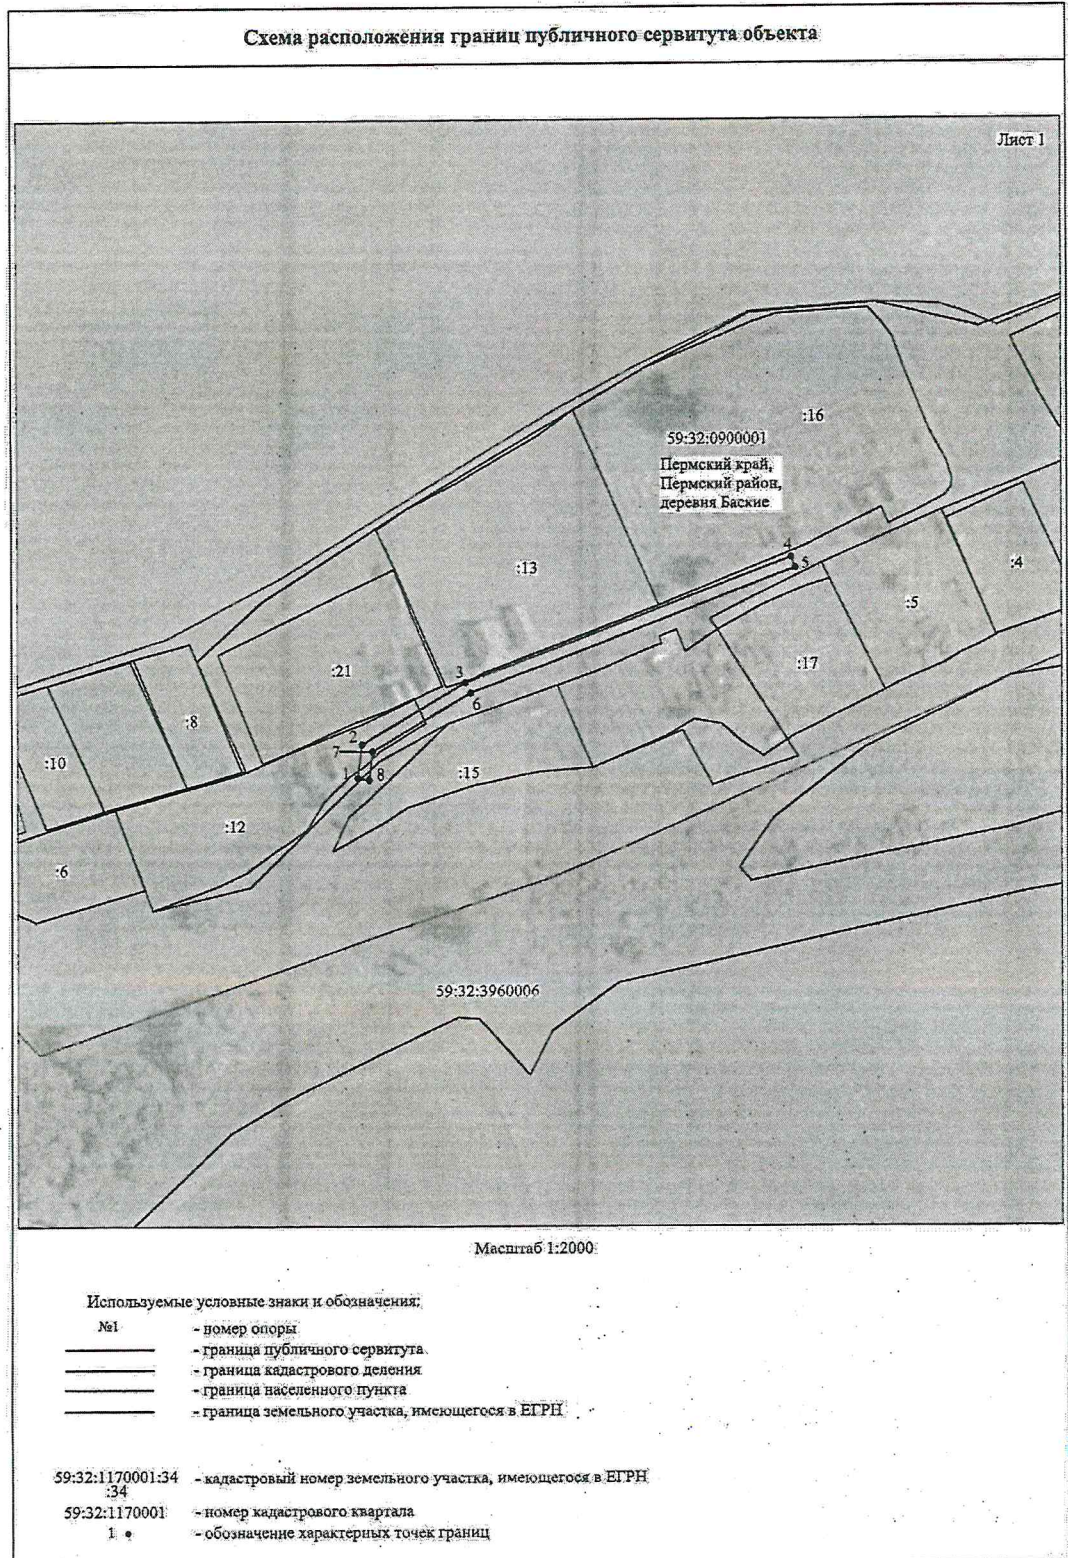 Схема расположения границ публичного сервитута объекта
Лист 1
:16
59:32:0900001
Пермский край,
Пермский район,
деревня Баские
4
5
:13
:4
:5
3
:21
:17
6
:8
2
7
:10
1
8
:15
:12
:6
59:32:3960006
Масштаб 1:2000
Используемые условные знаки и обозначения:
№1 - номер опоры
- граница публичного сервитута
- граница кадастрового деления
- граница населенного пункта
- граница земельного участка, имеющегося в ЕГРН
59:32:1170001:34 - кадастровый номер земельного участка, имеющегося в ЕГРН
:34
59:32:1170001 - номер кадастрового квартала
1 • - обозначение характерных точек границ